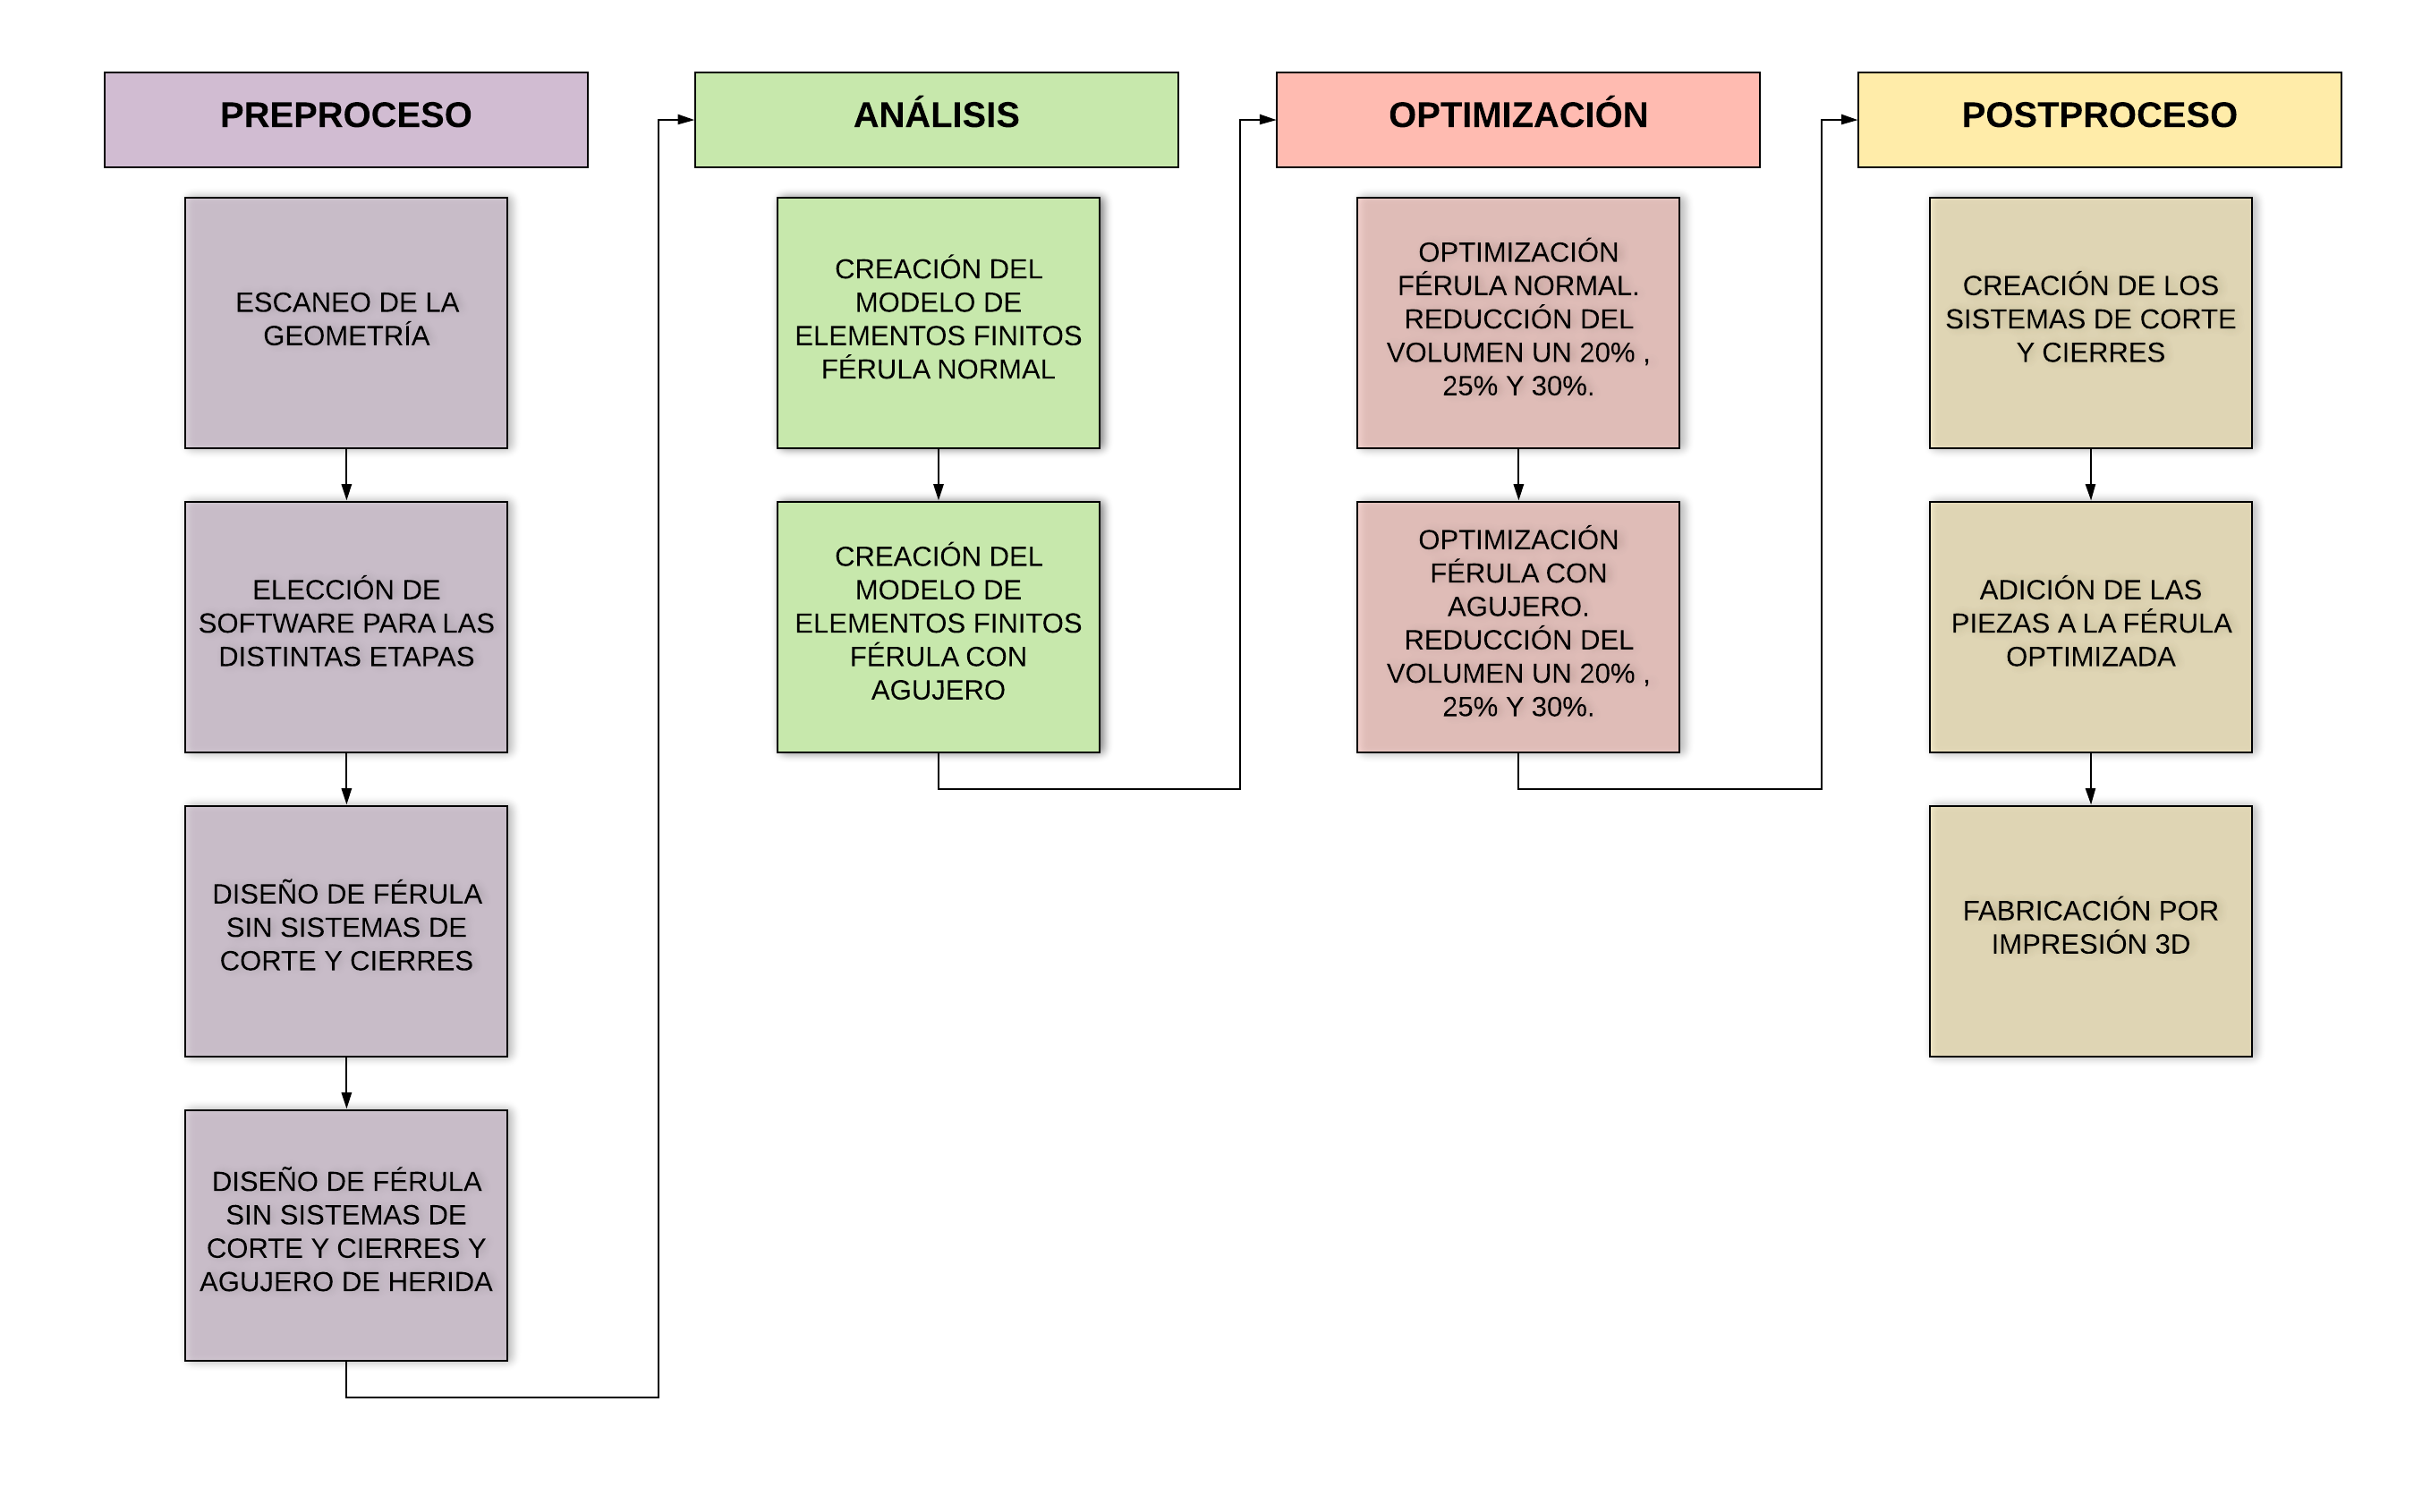 PREPROCESO
ESCANEO DE LA
GEOMETRÍA
ELECCIÓN DE
SOFTWARE PARA LAS
DISTINTAS ETAPAS
DISEÑO DE FÉRULA
SIN SISTEMAS DE
CORTE Y CIERRES
DISEÑO DE FÉRULA
SIN SISTEMAS DE
CORTE Y CIERRES Y
AGUJERO DE HERIDA
ANÁLISIS
CREACIÓN DEL
MODELO DE
ELEMENTOS FINITOS
FÉRULA NORMAL
CREACIÓN DEL
MODELO DE
ELEMENTOS FINITOS
FÉRULA CON
AGUJERO
OPTIMIZACIÓN
OPTIMIZACIÓN
FÉRULA NORMAL.
REDUCCIÓN DEL
VOLUMEN UN 20% ,
25% Y 30%.
OPTIMIZACIÓN
FÉRULA CON
AGUJERO.
REDUCCIÓN DEL
VOLUMEN UN 20% ,
25% Y 30%.
POSTPROCESO
CREACIÓN DE LOS
SISTEMAS DE CORTE
Y CIERRES
ADICIÓN DE LAS
PIEZAS A LA FÉRULA
OPTIMIZADA
FABRICACIÓN POR
IMPRESIÓN 3D